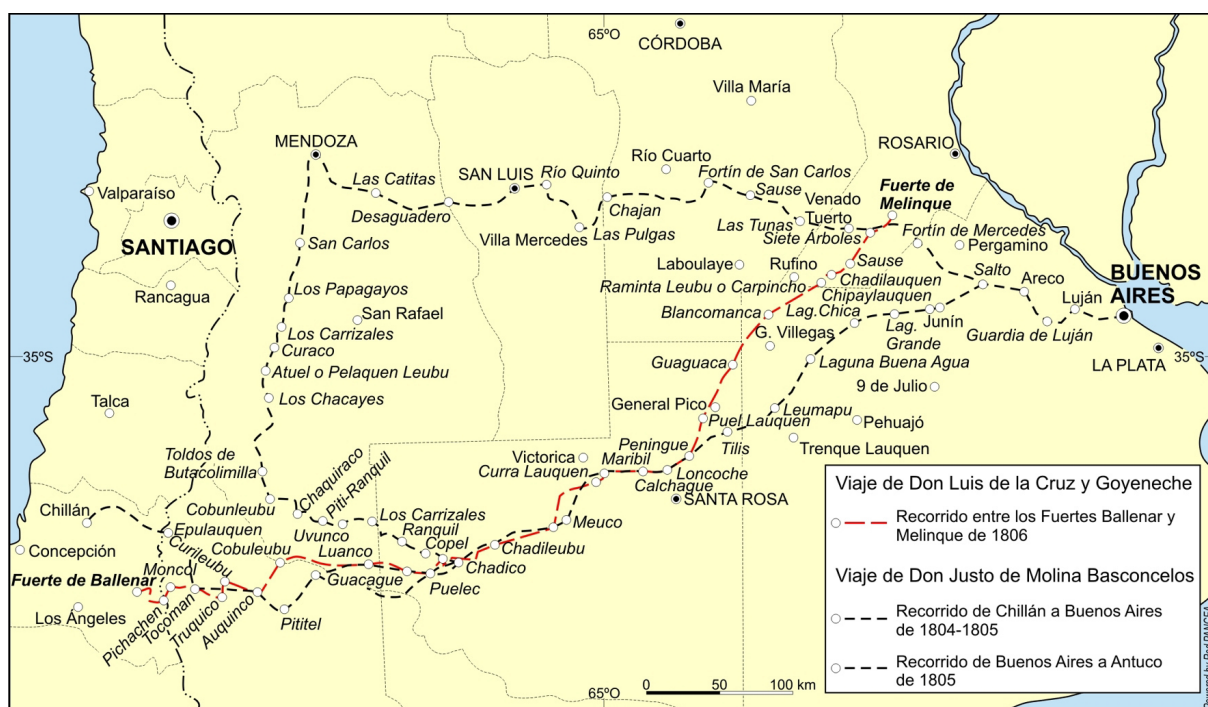 65ºO
CÓRDOBA
Villa María
MENDOZA
ROSARIO
Río Cuarto
Valparaíso
Las Catitas
SAN LUIS
Río Quinto
Fortín de San Carlos
Sause
Fuerte de
Melinque
Desaguadero
Chajan
Venado
Tuerto
SANTIAGO
San Carlos
Villa Mercedes
Las Pulgas
Las Tunas
Siete Árboles
Fortín de Mercedes
Pergamino
Laboulaye
Rufino
Sause
Rancagua
Los Papagayos
Raminta Leubu o Carpincho
Chadilauquen
Chipaylauquen
Salto
Areco
BUENOS
AIRES
San Rafael
Blancomanca
Lag.Chica
Luján
Los Carrizales
Lag.
Grande
Junín
Guardia de Luján
35ºS
Curaco
G. Villegas
35ºS
Atuel o Pelaquen Leubu
Guaguaca
Laguna Buena Agua
LA PLATA
Los Chacayes
9 de Julio
Talca
General Pico
Leumapu
Puel Lauquen
Pehuajó
Tilis
Trenque Lauquen
Toldos de
Butacolimilla
Victorica
Peningue
Maribil
Curra Lauquen
Loncoche
Calchaque
SANTA ROSA
Chaquiraco
Piti-Ranquil
Cobunleubu
Uvunco
Los Carrizales
Meuco
Chillán
Epulauquen
Ranquil
Copel
Chadileubu
Concepción
Curileubu
Cobuleubu
Luanco
Chadico
Fuerte de Ballenar
Moncol
Guacague
Puelec
Los Ángeles
Pichachen
Tocoman
Truquico
Auquinco
Pititel
65ºO
0
50
100 km
Viaje de Don Luis de la Cruz y Goyeneche
Recorrido entre los Fuertes Ballenar y
Melinque de 1806
Viaje de Don Justo de Molina Basconcelos
Recorrido de Chillán a Buenos Aires
de 1804-1805
Recorrido de Buenos Aires a Antuco
de 1805
Powered by Red PANGEA